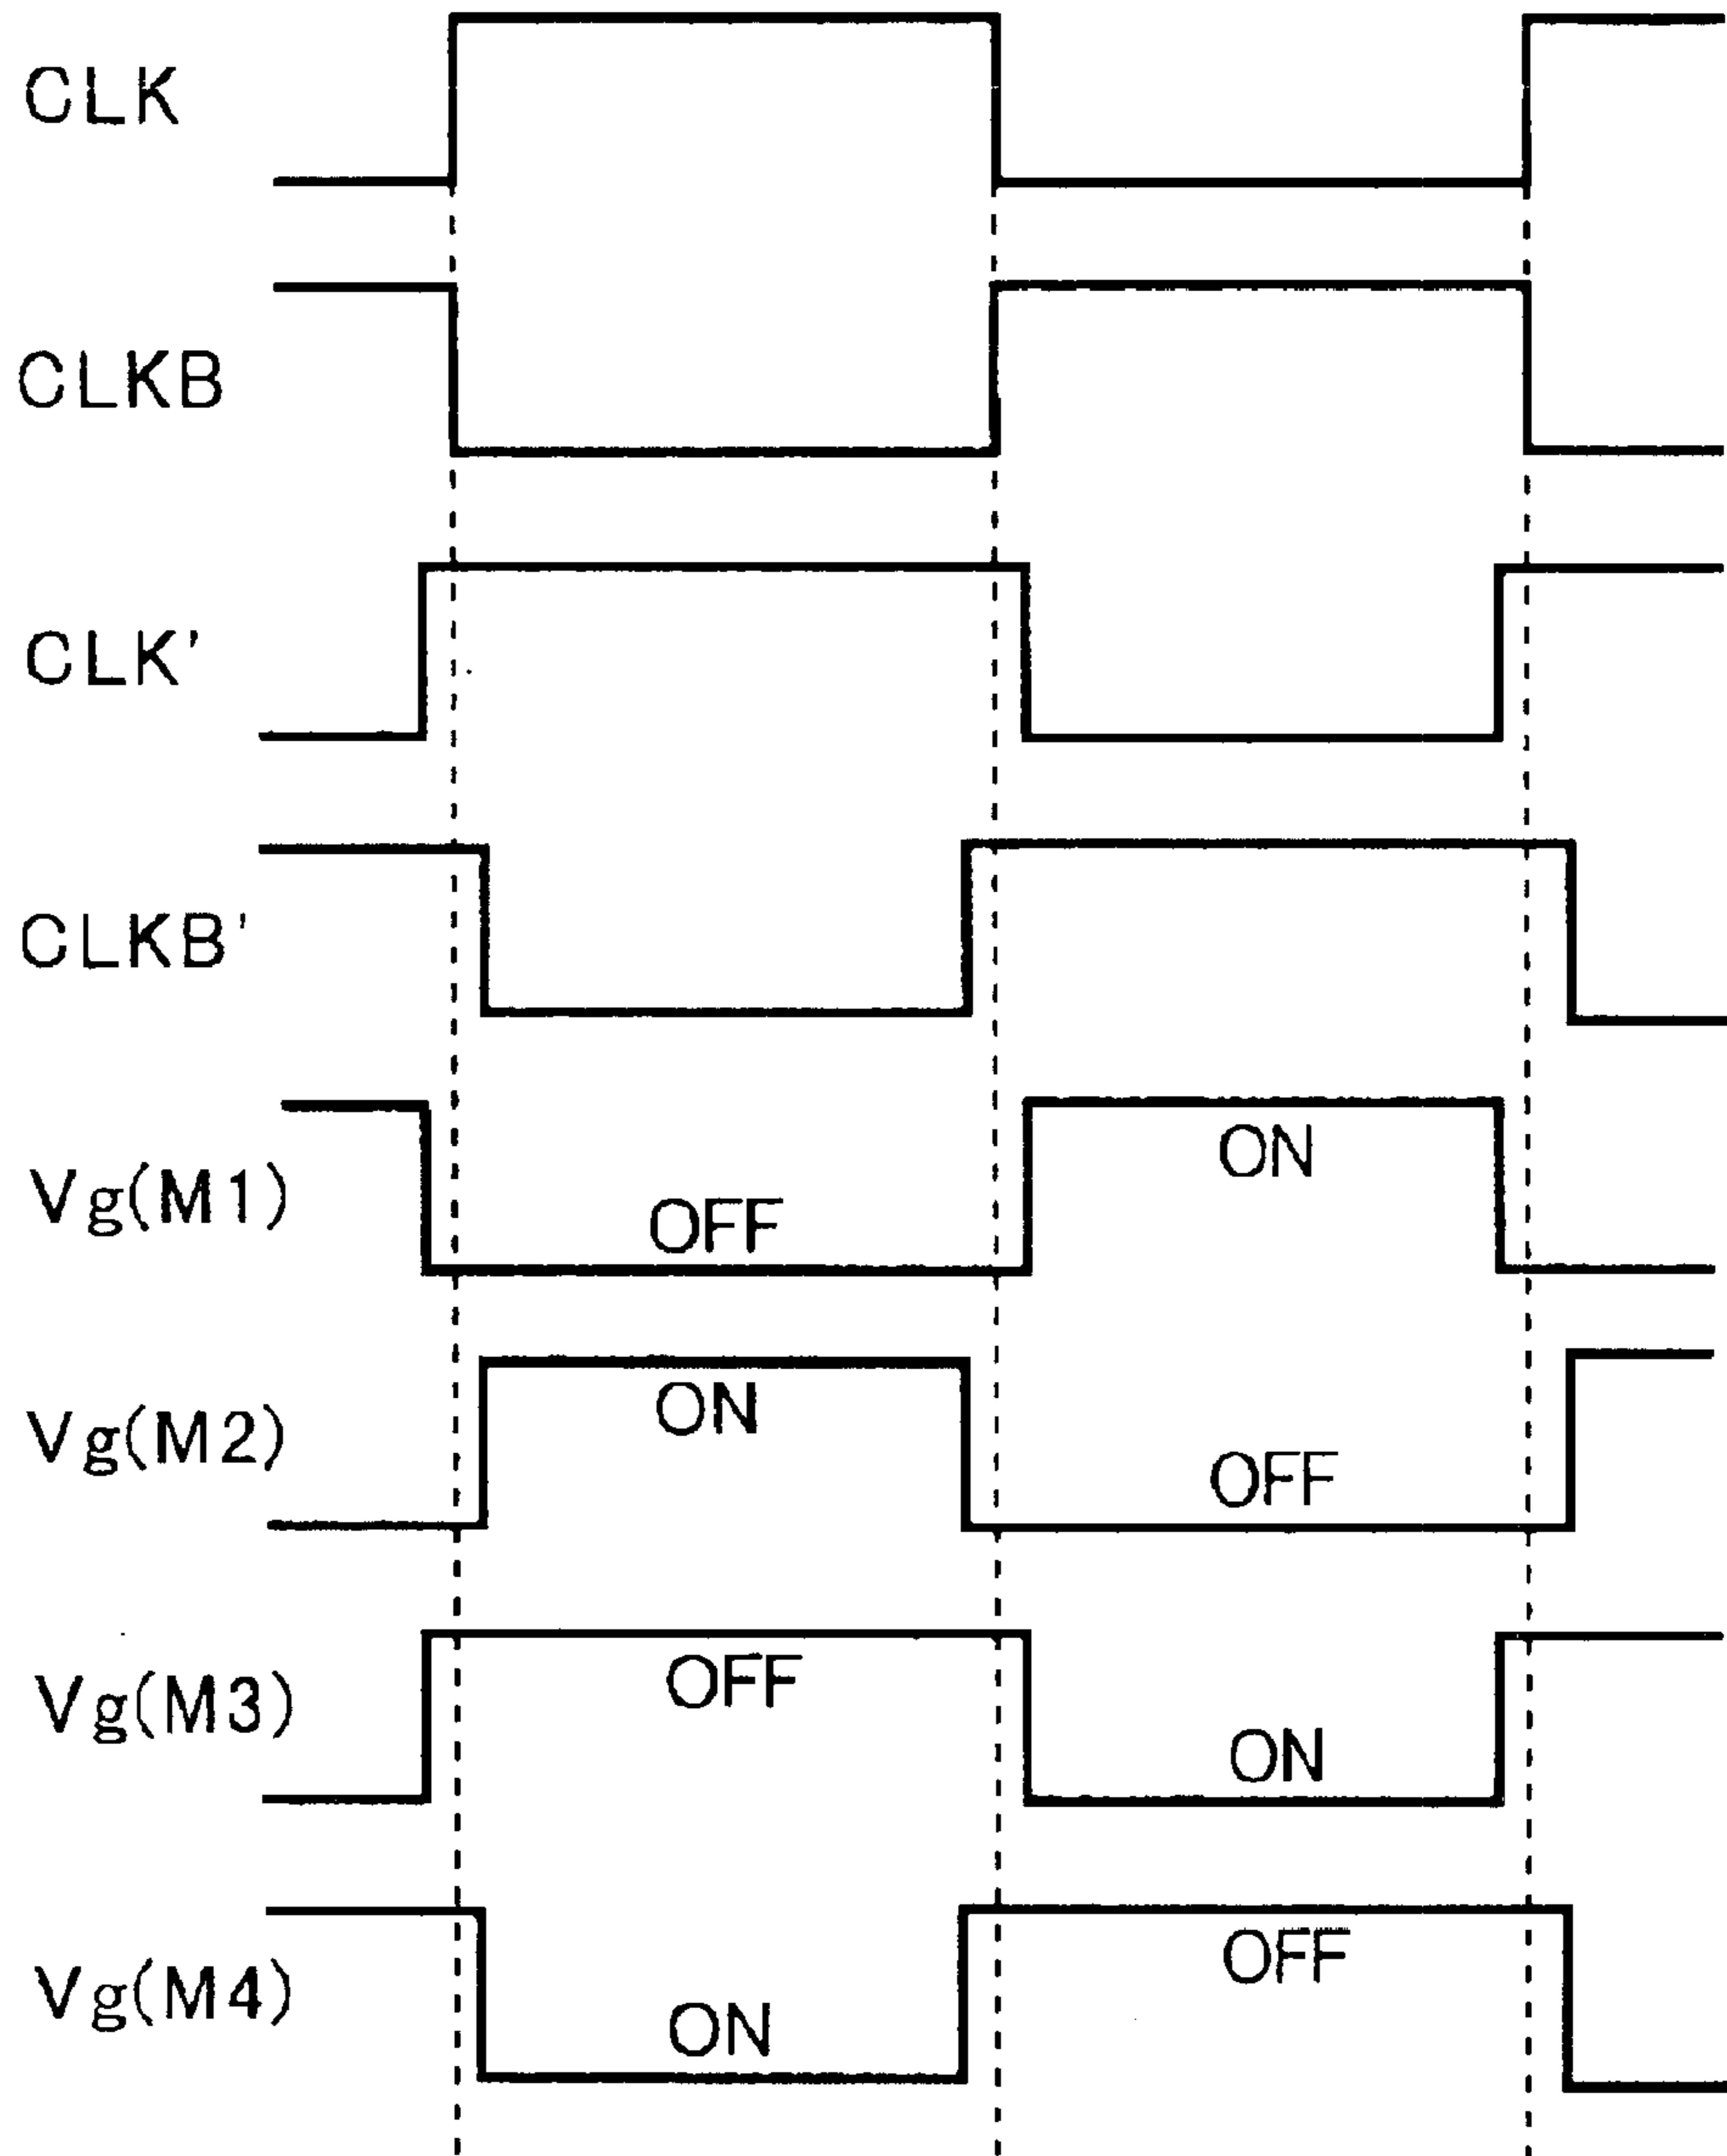 CLK
CLKB
CLK'
CLKB'
ON
Vg(M1)
OFF
ON
Vg(M2)
OFF
OFF
Vg(M3)
ON
OFF
Vg(M4)
ON